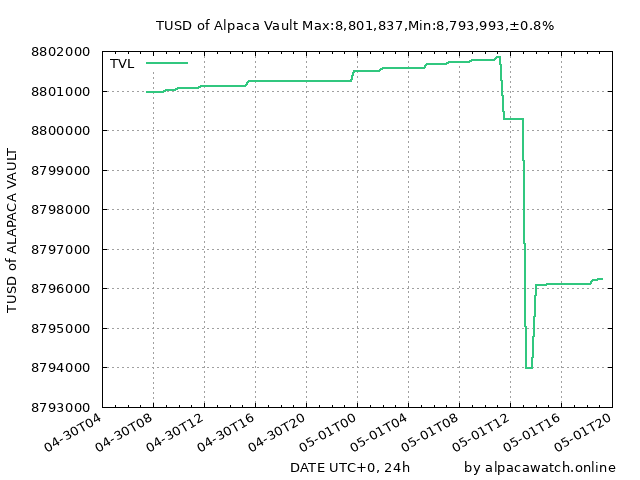 TUSD of Alpaca Vault Max:8,801,837,Min:8,793,993,±0.8%
TVL
TUSD of ALAPACA VAULT
8802000
8801000
8800000
8799000
8798000
8797000
8796000
8795000
8794000
8793000
04-30T04
04-30T08
04-30T12
04-30T16
04-30T20
05-01T00
05-01T04
05-01T08
05-01T12
05-01T16
05-01T20
DATE UTC+0, 24h
by alpacawatch.online